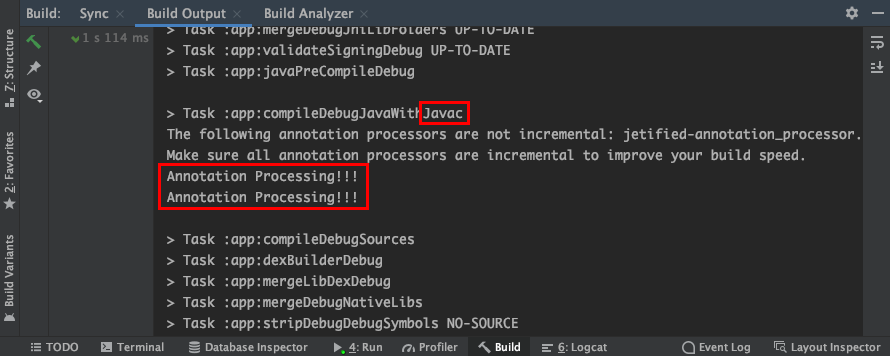 Build: Sync × Build Output × Build Analyzer ×
1 s 114 ms
> Task :app:mergeDebugJniLibFolders UP-TO-DATE
> Task :app:validateSigningDebug UP-TO-DATE
> Task :app:javaPreCompileDebug
> Task :app:compileDebugJavaWithJavac
The following annotation processors are not incremental: jetified-annotation_processor.
Make sure all annotation processors are incremental to improve your build speed.
Annotation Processing!!!
Annotation Processing!!!
> Task :app:compileDebugSources
> Task :app:dexBuilderDebug
> Task :app:mergeLibDexDebug
> Task :app:mergeDebugNativeLibs
> Task :app:stripDebugDebugSymbols NO-SOURCE
Z: Structure
2: Favorites
Build Variants
TODO Terminal Database Inspector 4: Run Profiler Build 6: Logcat Event Log Layout Inspector